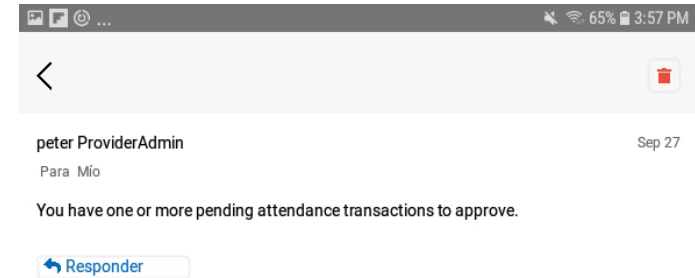 ... 65% 3:57 PM
peter ProviderAdmin Sep 27
Para Mío
You have one or more pending attendance transactions to approve.
Responder